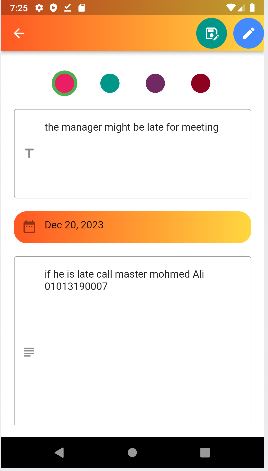 7:25
the manager might be late for meeting
T
Dec 20, 2023
if he is late call master mohmed Ali
01013190007